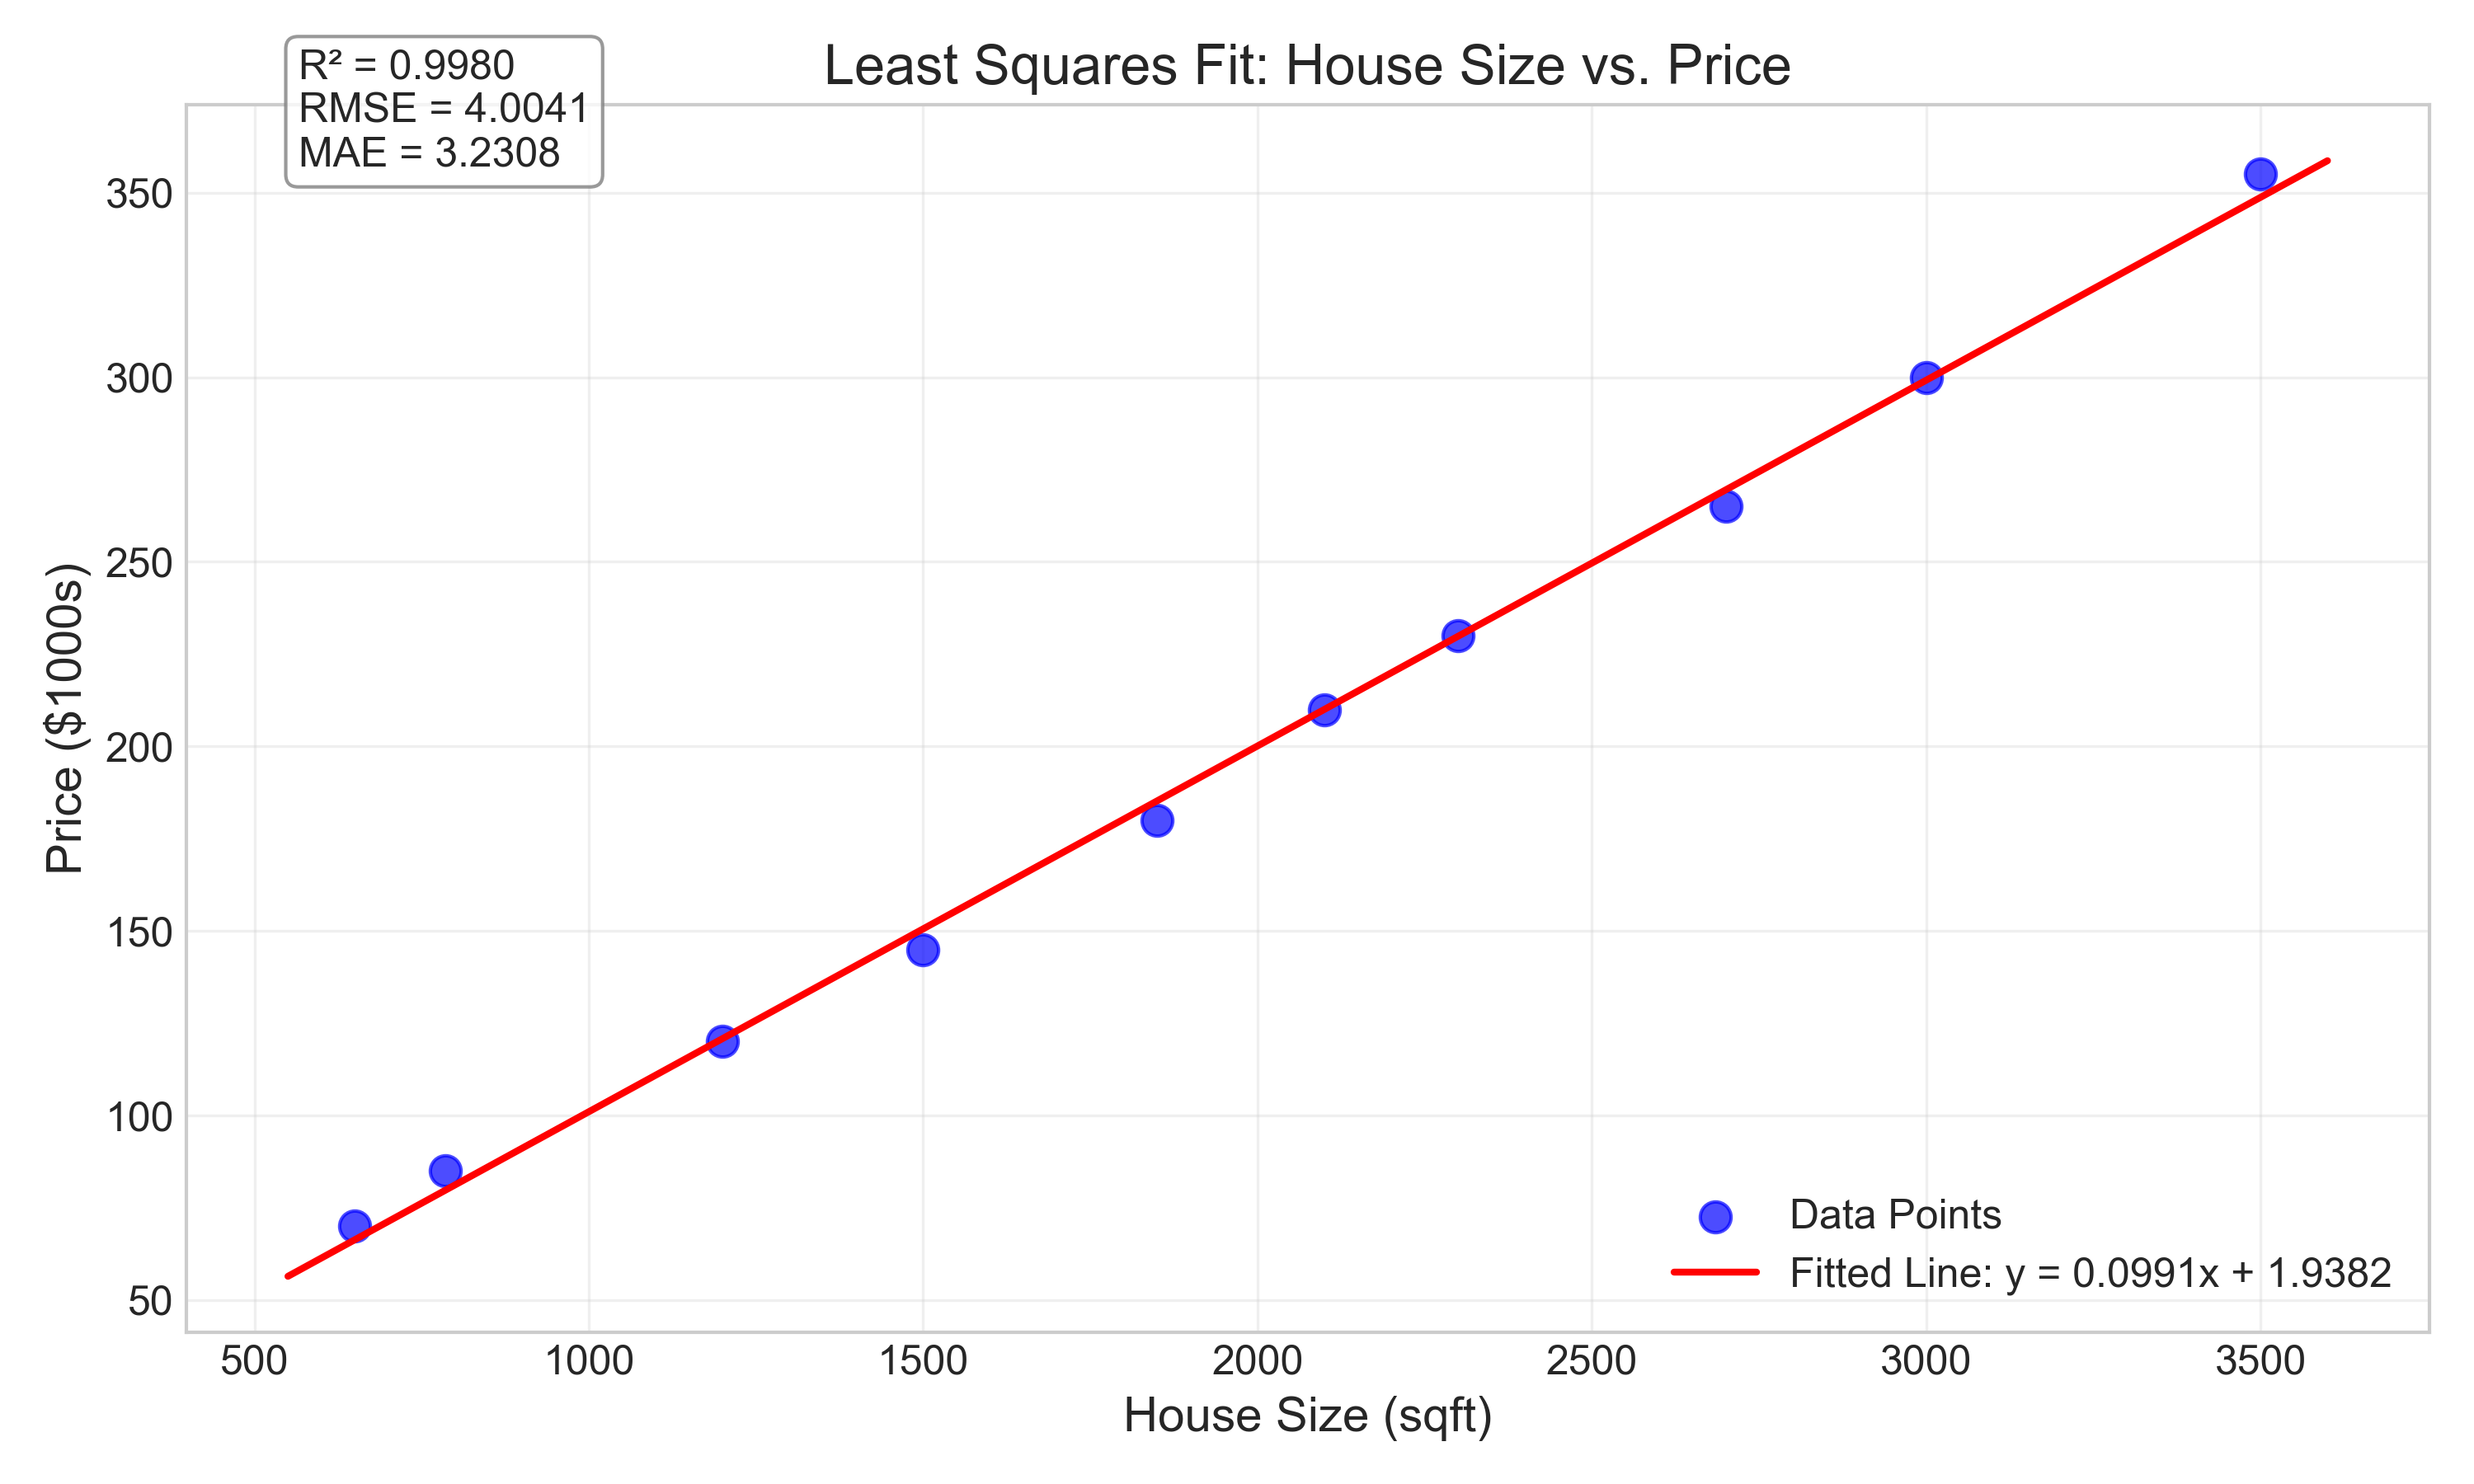 R² = 0.9980
RMSE = 4.0041
MAE = 3.2308
Least Squares Fit: House Size vs. Price
Price ($1000s)
350
300
250
200
150
100
50
Data Points
Fitted Line: y = 0.0991x + 1.9382
500 1000 1500 2000 2500 3000 3500
House Size (sqft)